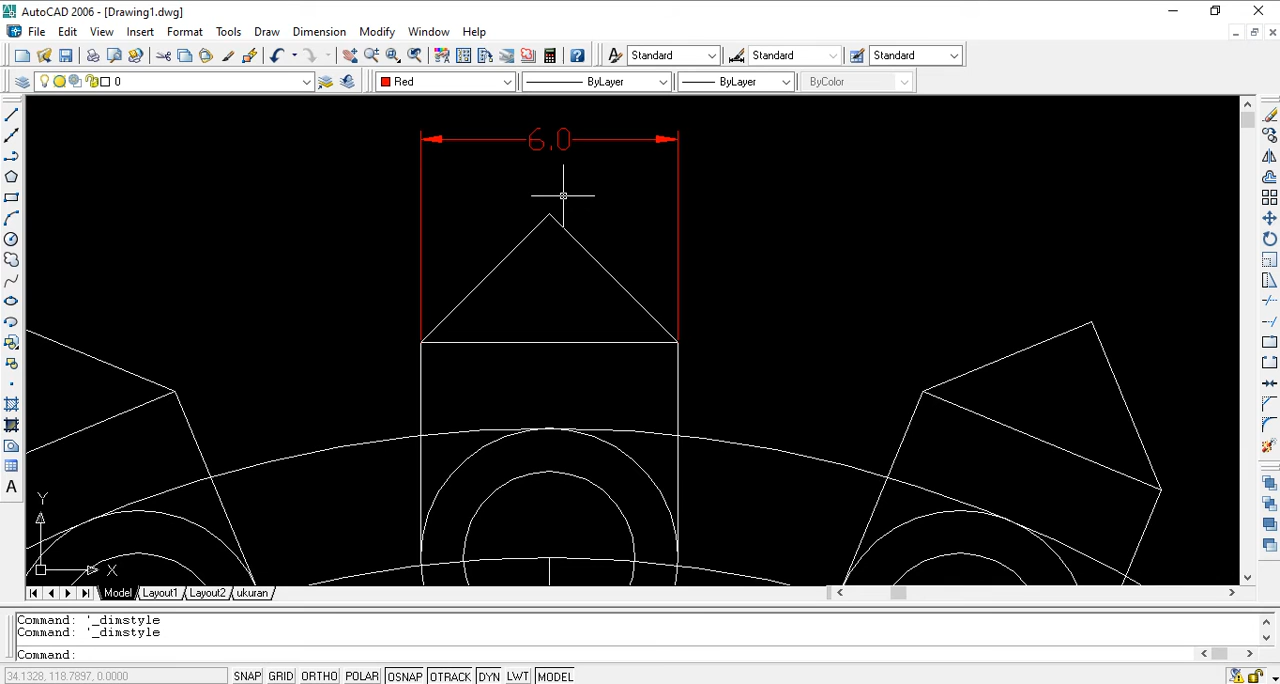 AutoCAD 2006 - [Drawing1.dwg]
File Edit View Insert Format Tools Draw Dimension Modify Window Help
Standard Standard Standard
0 Red ByLayer ByLayer ByColor
6,0
A
Y
X
Model Layout1 Layout2 ukuran
Command: '_dimstyle
Command: '_dimstyle
Command:
34.1328, 118.7897, 0.0000 SNAP GRID ORTHO POLAR OSNAP OTRACK DYN LWT MODEL